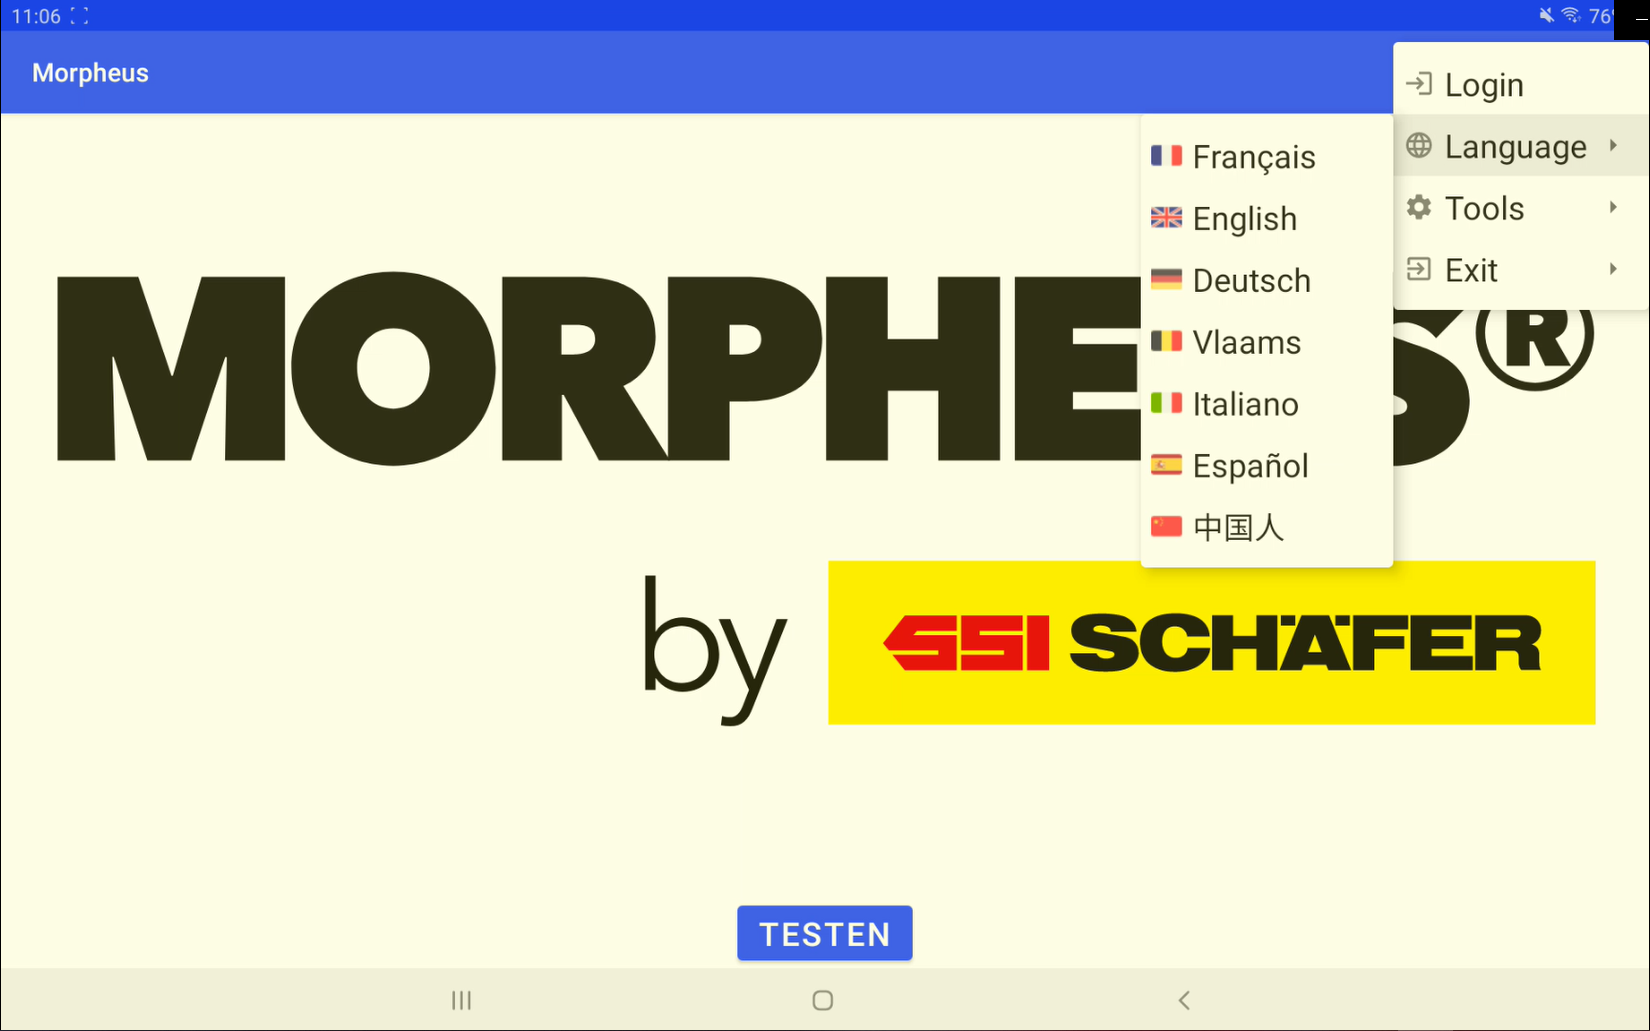 11:06
76
Morpheus
Login
Language
Tools
Exit
Français
English
Deutsch
Vlaams
Italiano
Español
中国人
MORPHE S®
by
SSI SCHÄFER
TESTEN